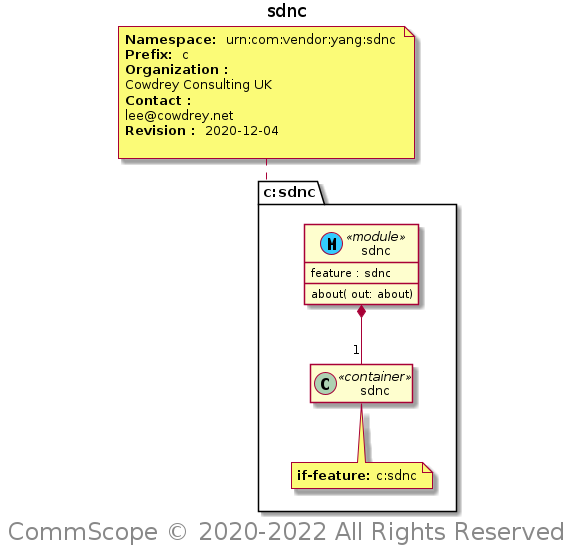 sdnc
Namespace: urn:com:vendor:yang:sdnc
Prefix: c
Organization :
Cowdrey Consulting UK
Contact :
lee@cowdrey.net
Revision : 2020-12-04
c:sdnc
M «module»
sdnc
feature : sdnc
about( out: about)
1
C «container»
sdnc
if-feature: c:sdnc
CommScope © 2020-2022 All Rights Reserved